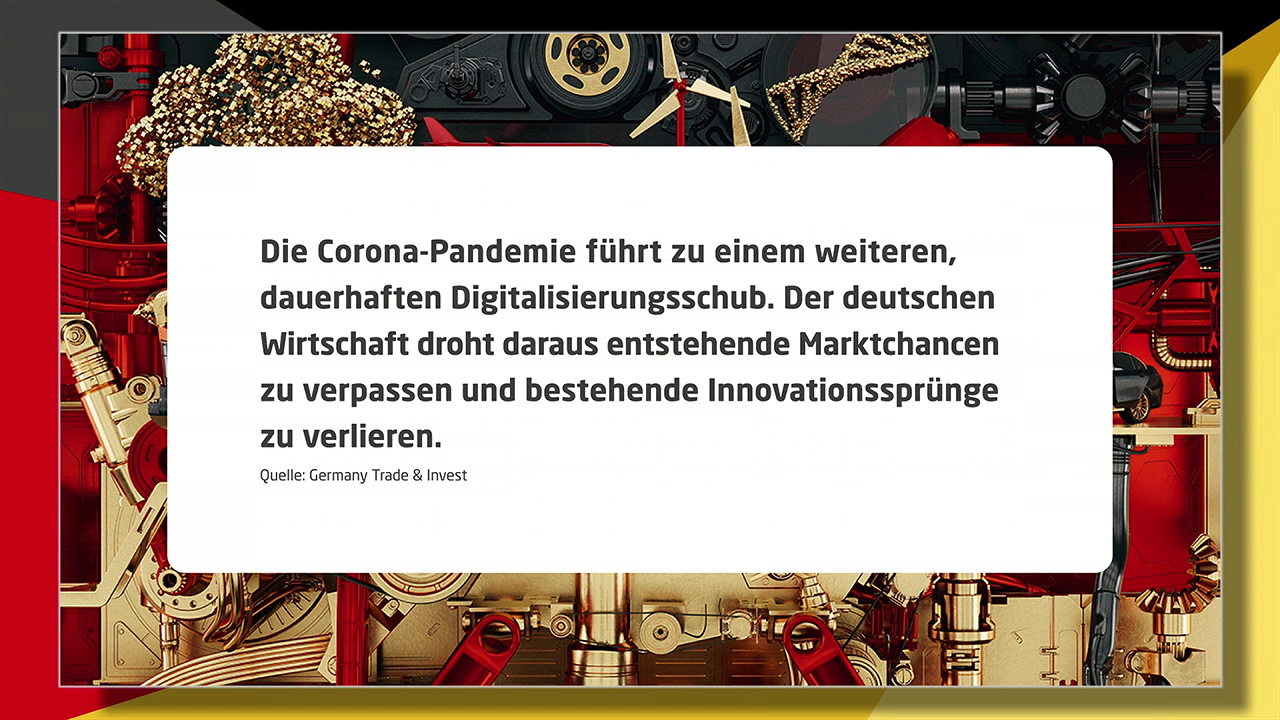 Die Corona-Pandemie führt zu einem weiteren,
dauerhaften Digitalisierungsschub. Der deutschen
Wirtschaft droht daraus entstehende Marktchancen
zu verpassen und bestehende Innovationssprünge
zu verlieren.
Quelle: Germany Trade & Invest